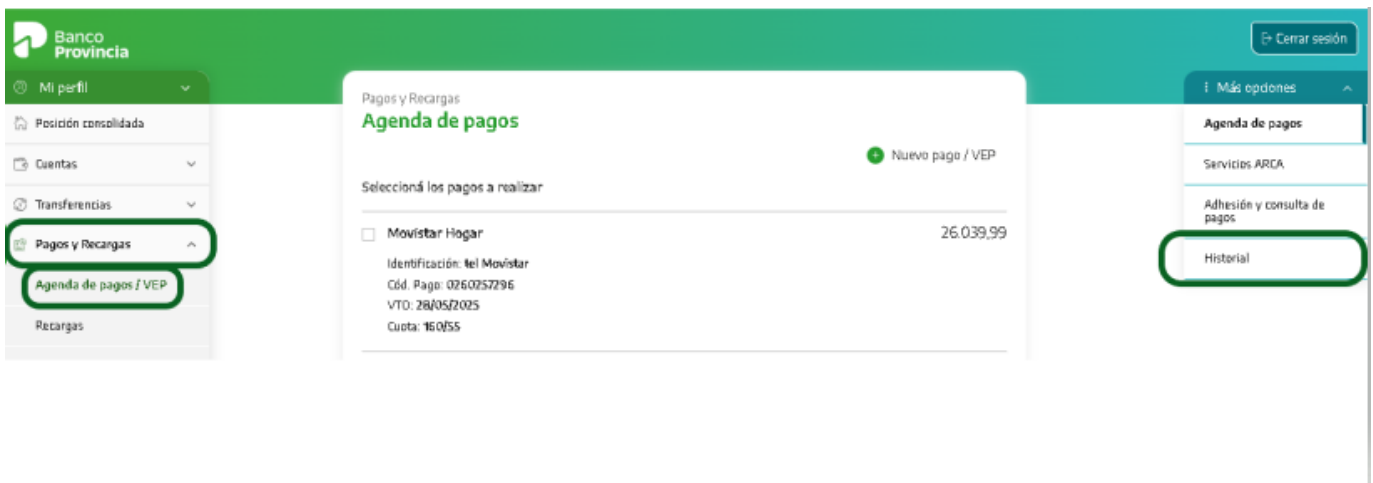 Banco
Provincia
Cerrar sesión
Mi perfil
Posición consolidada
Cuentas
Transferencias
Pagos y Recargas
Agenda de pagos / VEP
Recargas
Pagos y Recargas
Agenda de pagos
Nuevo pago / VEP
Seleccioná los pagos a realizar
Movistar Hogar 26.039,99
Identificación: tel Movistar
Cód. Pago: 0260257296
VTO: 28/05/2025
Cuota: 160/55
Más opciones
Agenda de pagos
Servicios ARCA
Adhesión y consulta de
pagos
Historial